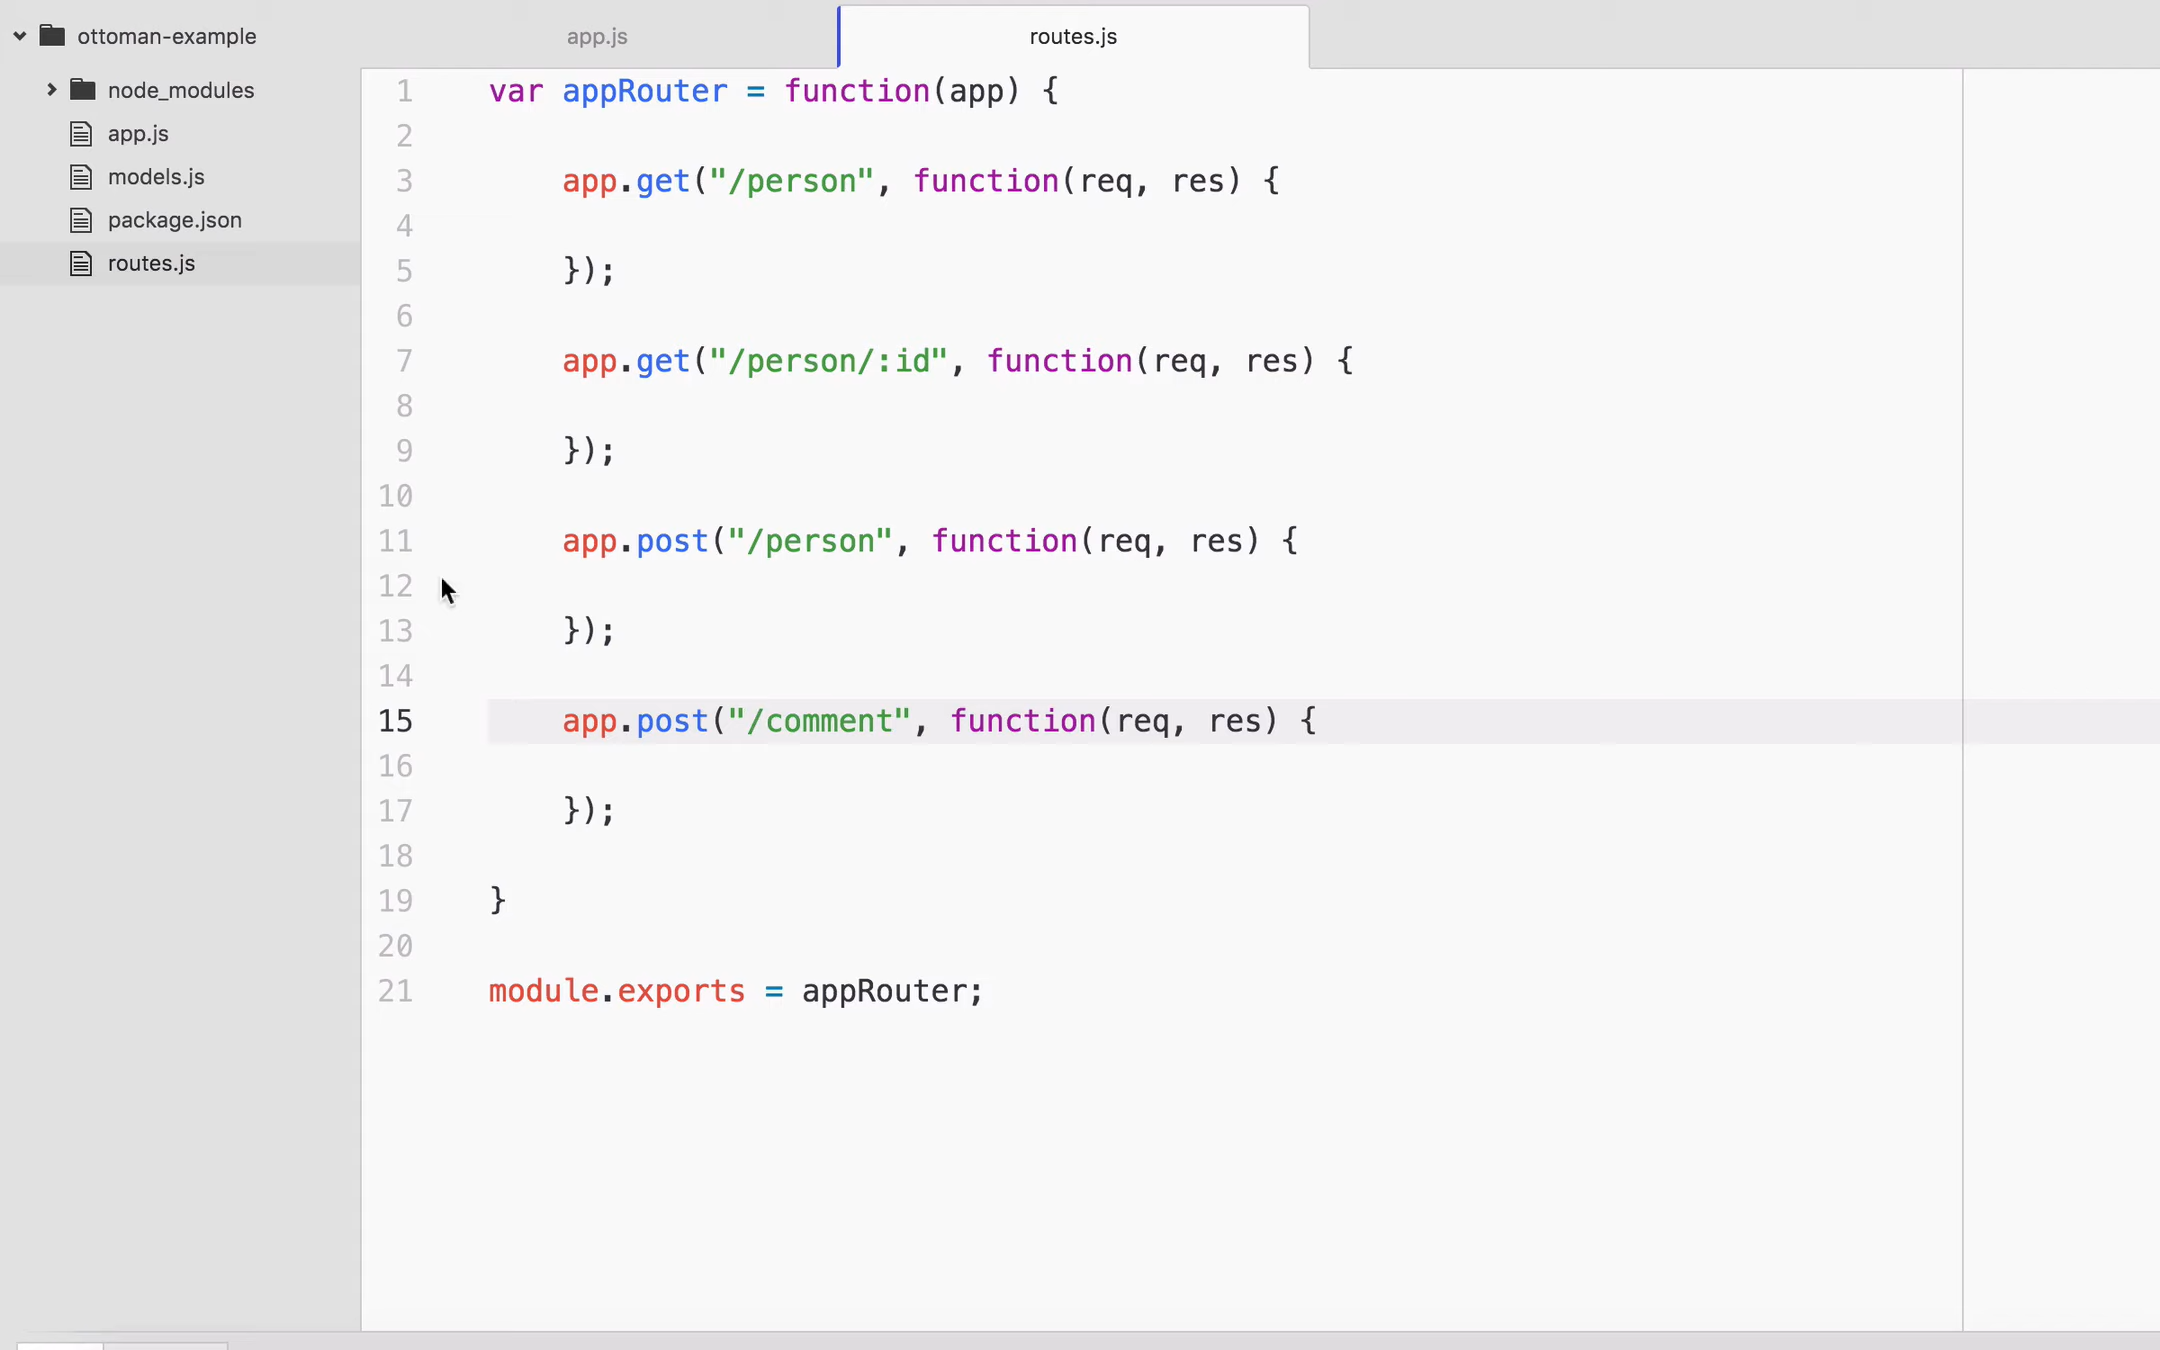 ottoman-example
node_modules
app.js
models.js
package.json
routes.js
app.js
routes.js
1 var appRouter = function(app) {
2
3 app.get("/person", function(req, res) {
4
5 });
6
7 app.get("/person/:id", function(req, res) {
8
9 });
10
11 app.post("/person", function(req, res) {
12
13 });
14
15 app.post("/comment", function(req, res) {
16
17 });
18
19 }
20
21 module.exports = appRouter;